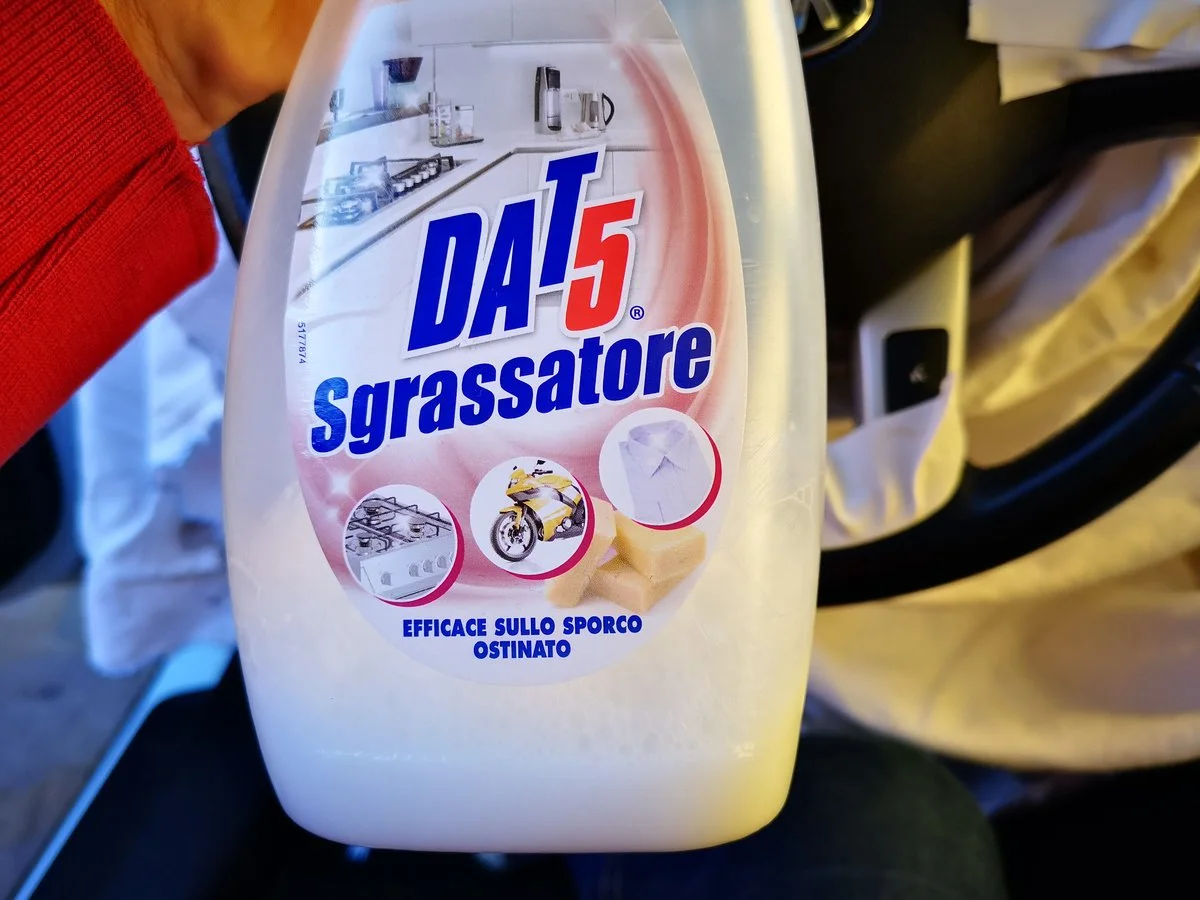 DAT5®
Sgrassatore
5177874
EFFICACE SULLO SPORCO
OSTINATO